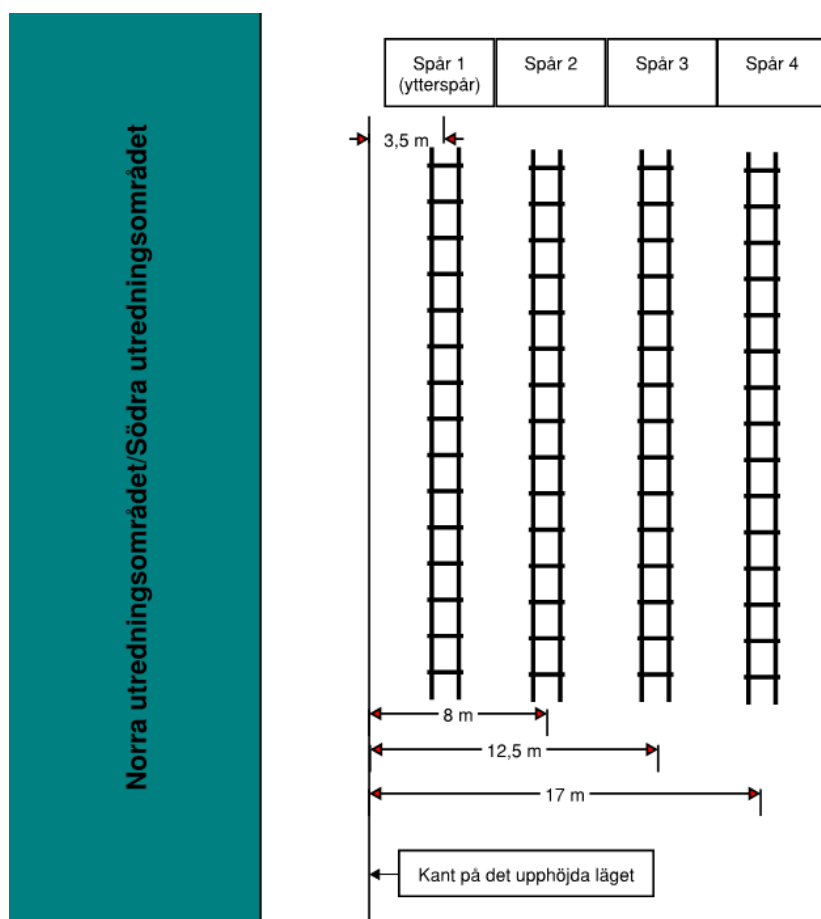 Norra utredningsområdet/Södra utredningsområdet
Spår 1
(ytterspår)
Spår 2
Spår 3
Spår 4
3,5 m
8 m
12,5 m
17 m
Kant på det upphöjda läget